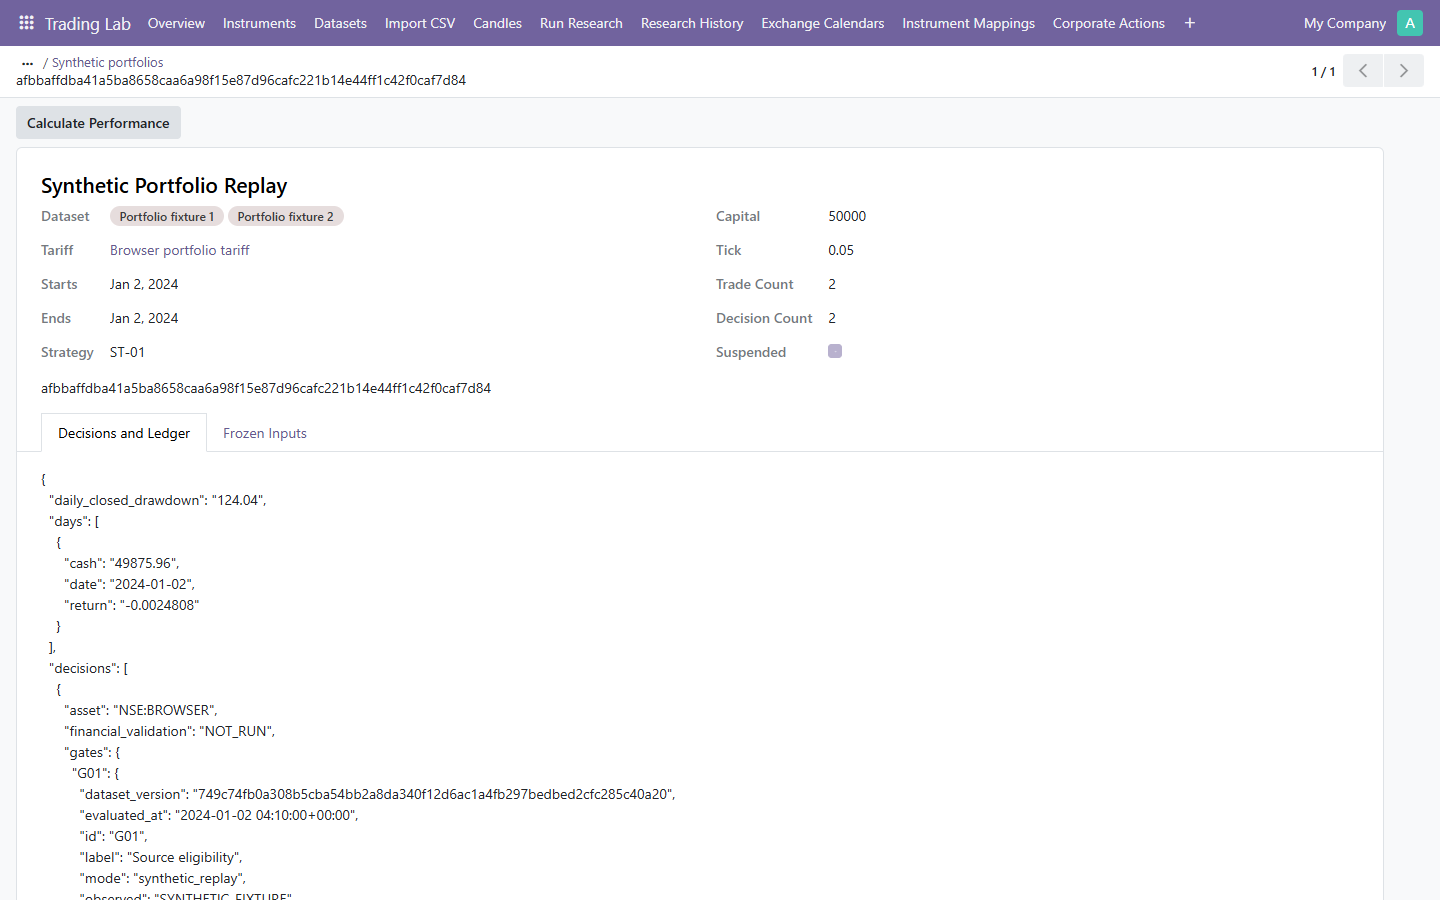 Trading Lab Overview Instruments Datasets Import CSV Candles Run Research Research History Exchange Calendars Instrument Mappings Corporate Actions + My Company A
... / Synthetic portfolios
afbbaffdba41a5ba8658caa6a98f15e87d96cafc221b14e44ff1c42f0caf7d84
1 / 1
Calculate Performance
Synthetic Portfolio Replay
Dataset Portfolio fixture 1 Portfolio fixture 2
Capital 50000
Tariff Browser portfolio tariff
Tick 0.05
Starts Jan 2, 2024
Trade Count 2
Ends Jan 2, 2024
Decision Count 2
Strategy ST-01
Suspended
afbbaffdba41a5ba8658caa6a98f15e87d96cafc221b14e44ff1c42f0caf7d84
Decisions and Ledger Frozen Inputs
{
"daily_closed_drawdown": "124.04",
"days": [
{
"cash": "49875.96",
"date": "2024-01-02",
"return": "-0.0024808"
}
],
"decisions": [
{
"asset": "NSE:BROWSER",
"financial_validation": "NOT_RUN",
"gates": {
"G01": {
"dataset_version": "749c74fb0a308b5cba54bb2a8da340f12d6ac1a4fb297bedbed2cfc285c40a20",
"evaluated_at": "2024-01-02 04:10:00+00:00",
"id": "G01",
"label": "Source eligibility",
"mode": "synthetic_replay",
"observed": "SYNTHETIC_FIXTURE"